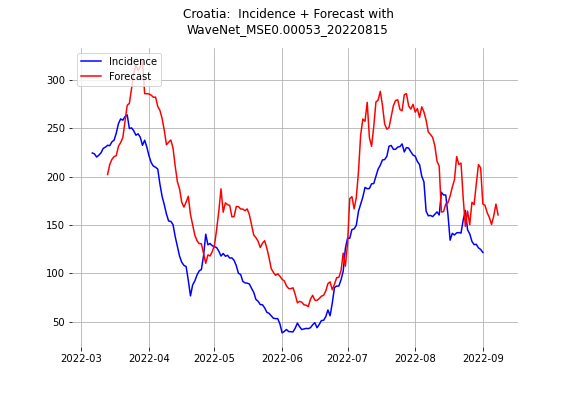 Croatia:  Incidence + Forecast with
WaveNet_MSE0.00053_20220815
Incidence
Forecast
300
250
200
150
100
50
2022-03 2022-04 2022-05 2022-06 2022-07 2022-08 2022-09